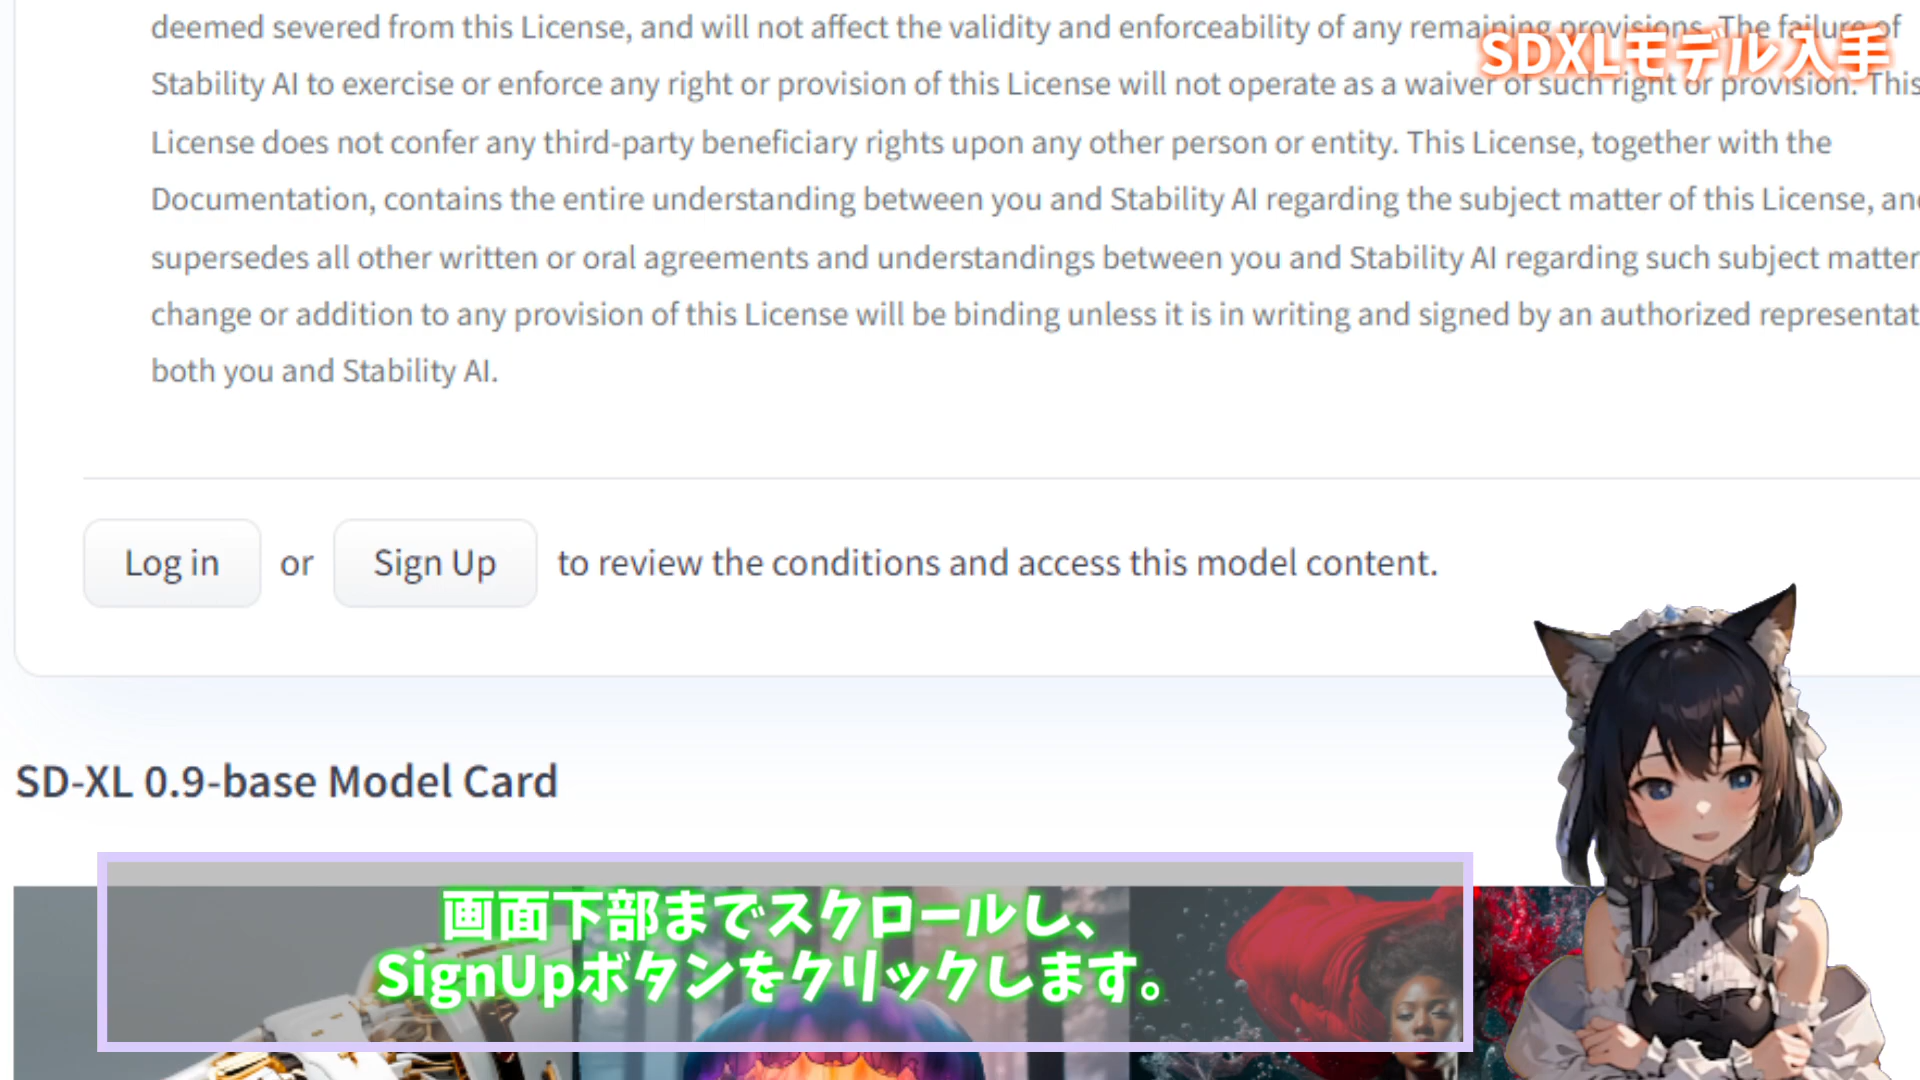 deemed severed from this License, and will not affect the validity and enforceability of any remaining provisions. The failure of
SDXLモデル入手
Stability AI to exercise or enforce any right or provision of this License will not operate as a waiver of such right or provision. This
License does not confer any third-party beneficiary rights upon any other person or entity. This License, together with the
Documentation, contains the entire understanding between you and Stability AI regarding the subject matter of this License, and
supersedes all other written or oral agreements and understandings between you and Stability AI regarding such subject matter
change or addition to any provision of this License will be binding unless it is in writing and signed by an authorized representat
both you and Stability AI.
Log in or Sign Up to review the conditions and access this model content.
SD-XL 0.9-base Model Card
画面下部までスクロールし、
SignUpボタンをクリックします。